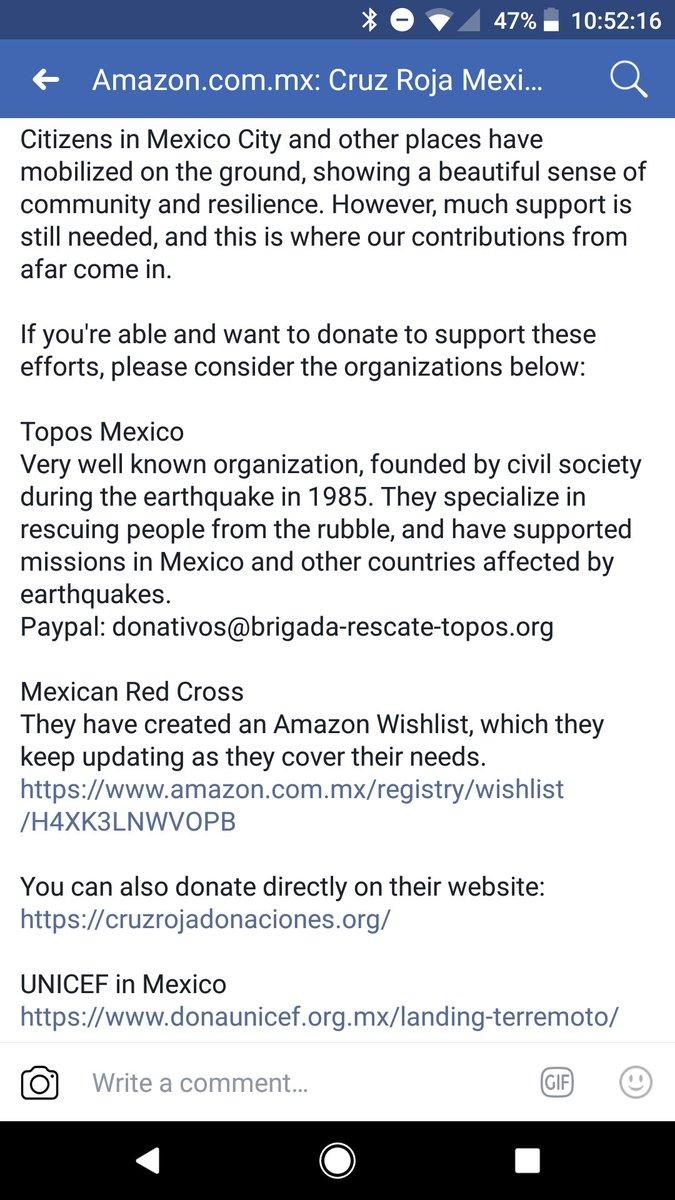 47% 10:52:16
Amazon.com.mx: Cruz Roja Mexi...
Citizens in Mexico City and other places have
mobilized on the ground, showing a beautiful sense of
community and resilience. However, much support is
still needed, and this is where our contributions from
afar come in.
If you're able and want to donate to support these
efforts, please consider the organizations below:
Topos Mexico
Very well known organization, founded by civil society
during the earthquake in 1985. They specialize in
rescuing people from the rubble, and have supported
missions in Mexico and other countries affected by
earthquakes.
Paypal: donativos@brigada-rescate-topos.org
Mexican Red Cross
They have created an Amazon Wishlist, which they
keep updating as they cover their needs.
https://www.amazon.com.mx/registry/wishlist
/H4XK3LNWVOPB
You can also donate directly on their website:
https://cruzrojadonaciones.org/
UNICEF in Mexico
https://www.donaunicef.org.mx/landing-terremoto/
Write a comment...
GIF